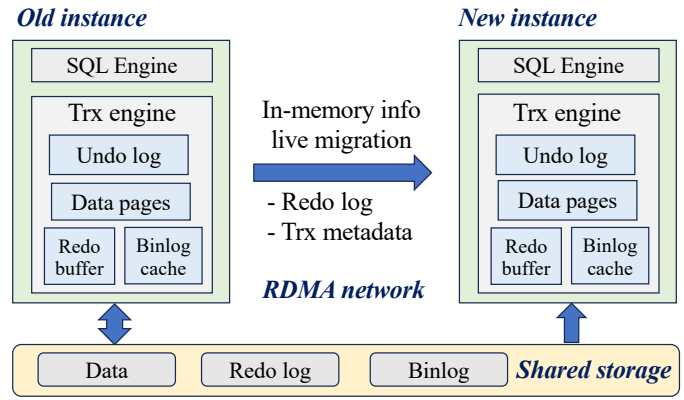 Old instance
New instance
SQL Engine
Trx engine
Undo log
Data pages
Redo
buffer
Binlog
cache
In-memory info
live migration
- Redo log
- Trx metadata
RDMA network
SQL Engine
Trx engine
Undo log
Data pages
Redo
buffer
Binlog
cache
Data
Redo log
Binlog
Shared storage